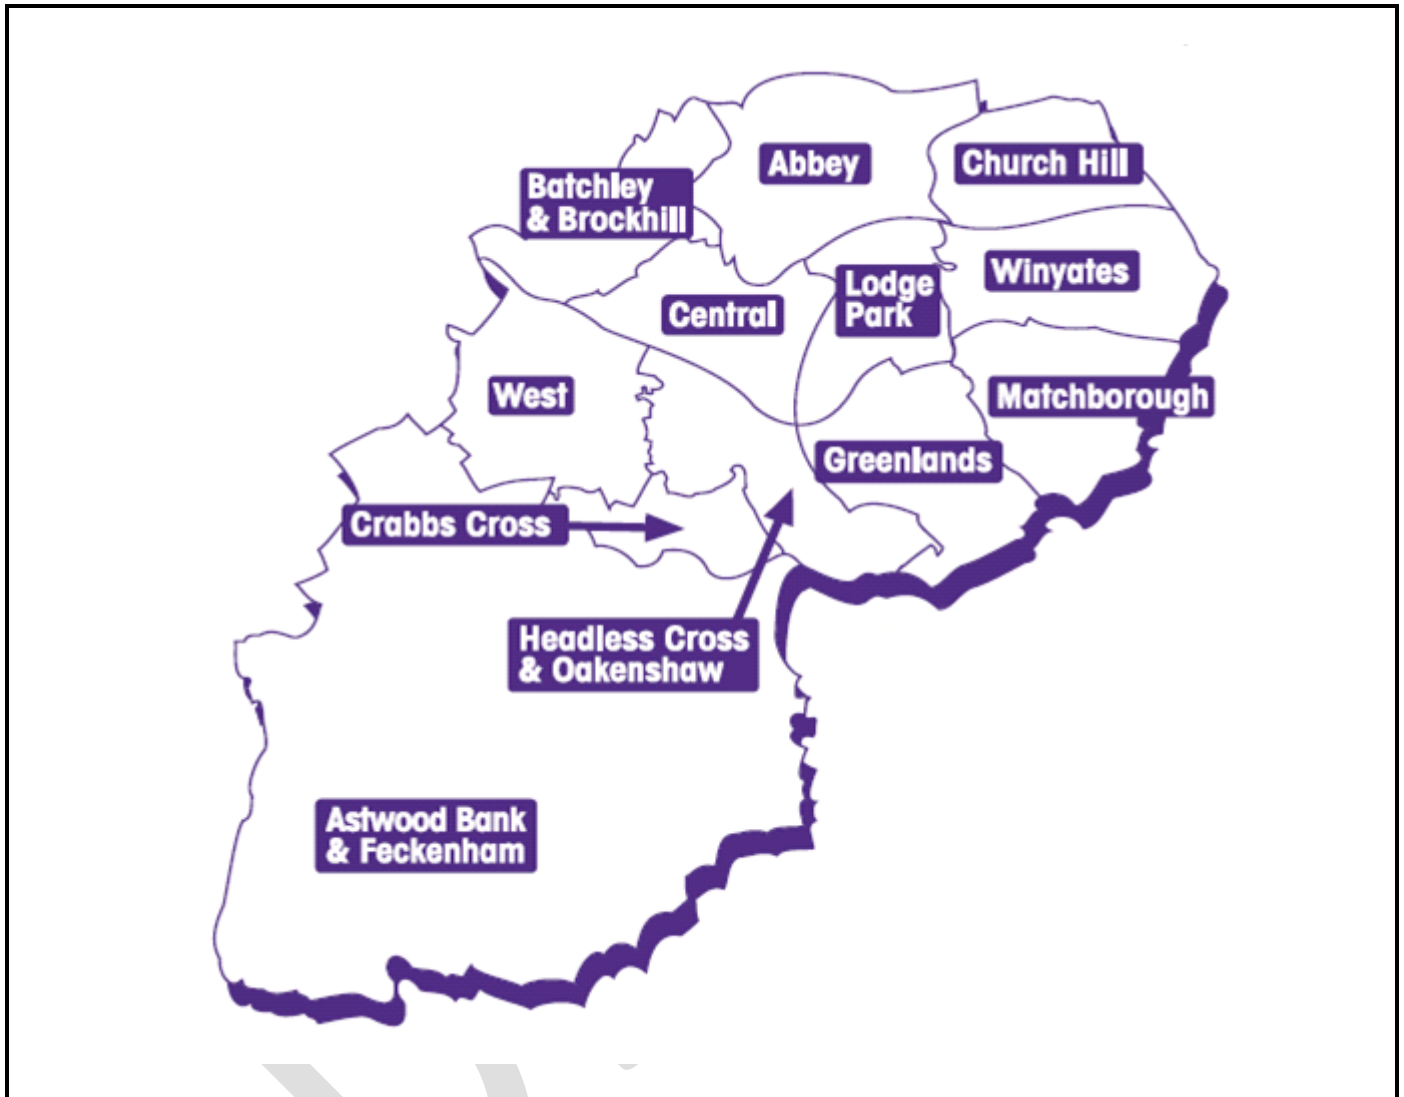 Abbey
Church Hill
Batchley
& Brockhill
Winyates
Lodge
Park
Central
West
Matchborough
Greenlands
Crabbs Cross
Headless Cross
& Oakenshaw
Astwood Bank
& Feckenham